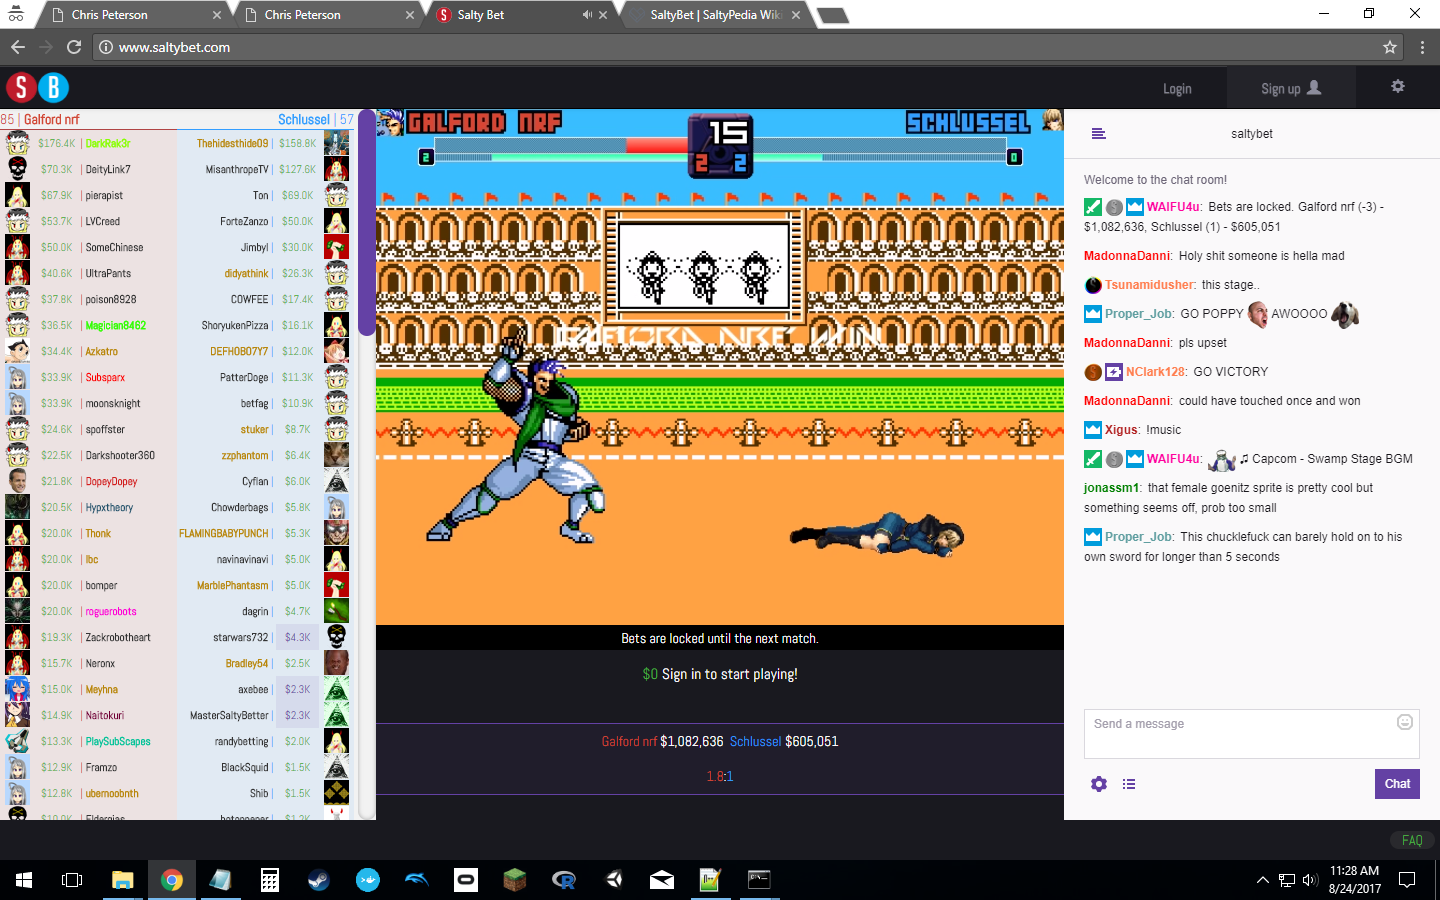 Chris Peterson
Chris Peterson
Salty Bet
SaltyBet | SaltyPedia Wiki
www.saltybet.com
S B
Login
Sign up
85 | Galford nrf
Schlussel | 57
$176.4K | DarkRak3r
Thehidesthide09 | $158.8K
$70.3K | DeityLink7
MisanthropeTV | $127.6K
$67.9K | pierapist
Ton | $69.0K
$53.7K | LVCreed
ForteZanzo | $50.0K
$50.0K | SomeChinese
Jimbyl | $30.0K
$40.6K | UltraPants
didyathink | $26.3K
$37.8K | poison8928
COWFEE | $17.4K
$36.5K | Magician8462
ShoryukenPizza | $16.1K
$34.4K | Azkatro
DEFH0B07Y7 | $12.0K
$33.9K | Subsparx
PatterDoge | $11.3K
$33.9K | moonsknight
betfag | $10.9K
$24.6K | spoffster
stuker | $8.7K
$22.5K | Darkshooter360
zzphantom | $6.4K
$21.8K | DopeyDopey
Cyflan | $6.0K
$20.5K | Hypxtheory
Chowderbags | $5.8K
$20.0K | Thonk
FLAMINGBABYPUNCH | $5.3K
$20.0K | lbc
navinavinavi | $5.0K
$20.0K | bomper
MarblePhantasm | $5.0K
$20.0K | roguerobots
dagrin | $4.7K
$19.3K | Zackrobotheart
starwars732 | $4.3K
$15.7K | Neronx
Bradley54 | $2.5K
$15.0K | Meyhna
axebee | $2.3K
$14.9K | Naitokuri
MasterSaltyBetter | $2.3K
$13.3K | PlaySubScapes
randybetting | $2.0K
$12.9K | Framzo
BlackSquid | $1.5K
$12.8K | ubernoobnth
Shib | $1.5K
GALFORD NRF
15
SCHLUSSEL
2
2 2
0
GALFORD NRF WIN
Bets are locked until the next match.
$0 Sign in to start playing!
Galford nrf $1,082,636 Schlussel $605,051
1.8:1
saltybet
Welcome to the chat room!
WAIFU4u: Bets are locked. Galford nrf (-3) -
$1,082,636, Schlussel (1) - $605,051
MadonnaDanni: Holy shit someone is hella mad
Tsunamidusher: this stage..
Proper_Job: GO POPPY AWOOOO
MadonnaDanni: pls upset
NClark128: GO VICTORY
MadonnaDanni: could have touched once and won
Xigus: !music
WAIFU4u: ♫ Capcom - Swamp Stage BGM
jonassm1: that female goenitz sprite is pretty cool but
something seems off, prob too small
Proper_Job: This chucklefuck can barely hold on to his
own sword for longer than 5 seconds
Send a message
Chat
FAQ
11:28 AM
8/24/2017